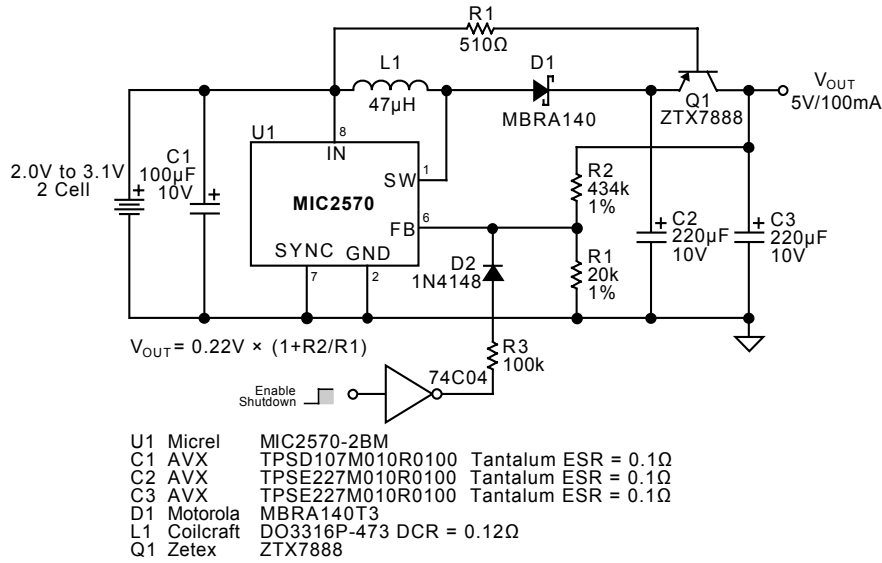 R1
510Ω
L1
47µH
D1
MBRA140
Q1
ZTX7888
VOUT
5V/100mA
U1
8
IN
SW
1
MIC2570
FB
6
SYNC
GND
7
2
2.0V to 3.1V
2 Cell
+
C1
100µF
10V
+
R2
434k
1%
R1
20k
1%
D2
1N4148
+
C2
220µF
10V
+
C3
220µF
10V
VOUT = 0.22V × (1+R2/R1)
R3
100k
74C04
Enable
Shutdown
U1 Micrel MIC2570-2BM
C1 AVX TPSD107M010R0100 Tantalum ESR = 0.1Ω
C2 AVX TPSE227M010R0100 Tantalum ESR = 0.1Ω
C3 AVX TPSE227M010R0100 Tantalum ESR = 0.1Ω
D1 Motorola MBRA140T3
L1 Coilcraft DO3316P-473 DCR = 0.12Ω
Q1 Zetex ZTX7888